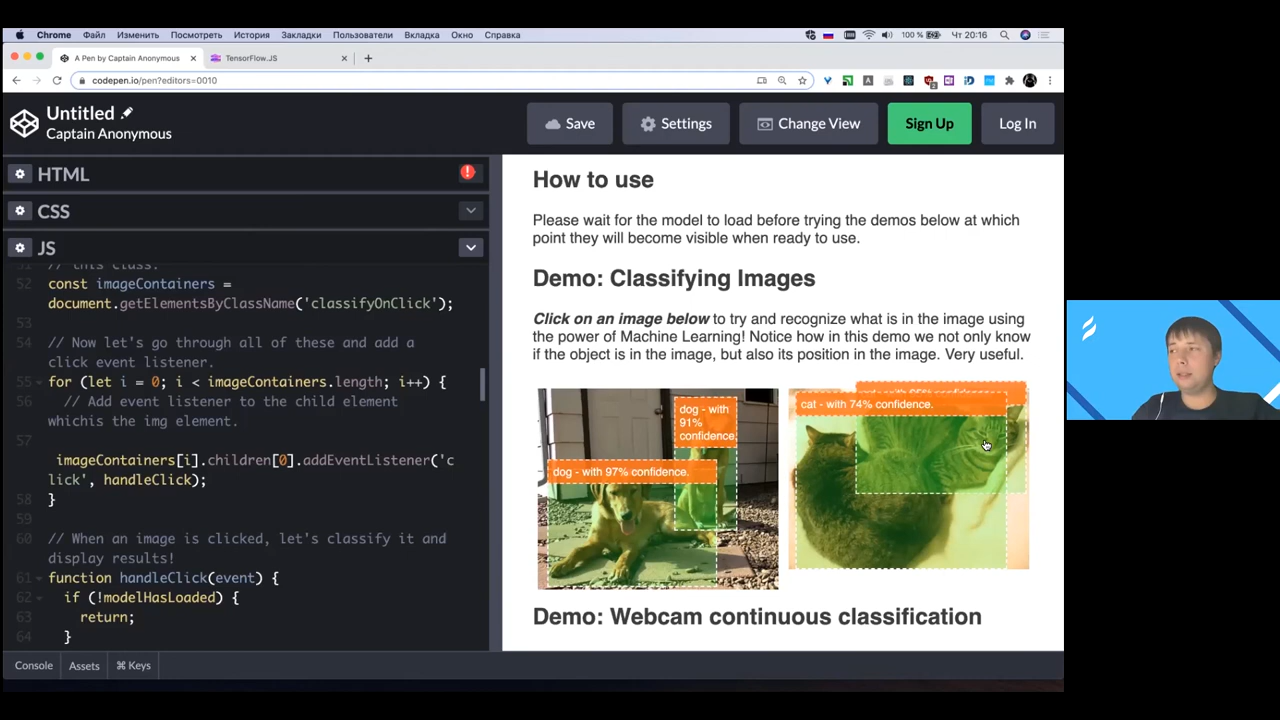 Chrome Файл Изменить Посмотреть История Закладки Пользователи Вкладка Окно Справка 100 % Чт 20:16
A Pen by Captain Anonymous TensorFlow.JS
codepen.io/pen?editores=0010
Untitled
Captain Anonymous
Save Settings Change View Sign Up Log In
HTML
CSS
JS
51 // this class.
52 const imageContainers =
document.getElementsByClassName('classifyOnClick');
53
54 // Now let's go through all of these and add a
click event listener.
55 for (let i = 0; i < imageContainers.length; i++) {
56 // Add event listener to the child element
whichis the img element.
57
imageContainers[i].children[0].addEventListener('c
lick', handleClick);
58 }
59
60 // When an image is clicked, let's classify it and
display results!
61 function handleClick(event) {
62 if (!modelHasLoaded) {
63 return;
64 }
Console Assets ⌘ Keys
How to use
Please wait for the model to load before trying the demos below at which
point they will become visible when ready to use.
Demo: Classifying Images
Click on an image below to try and recognize what is in the image using
the power of Machine Learning! Notice how in this demo we not only know
if the object is in the image, but also its position in the image. Very useful.
dog - with
91%
confidence.
dog - with 97% confidence.
cat - with 74% confidence.
Demo: Webcam continuous classification